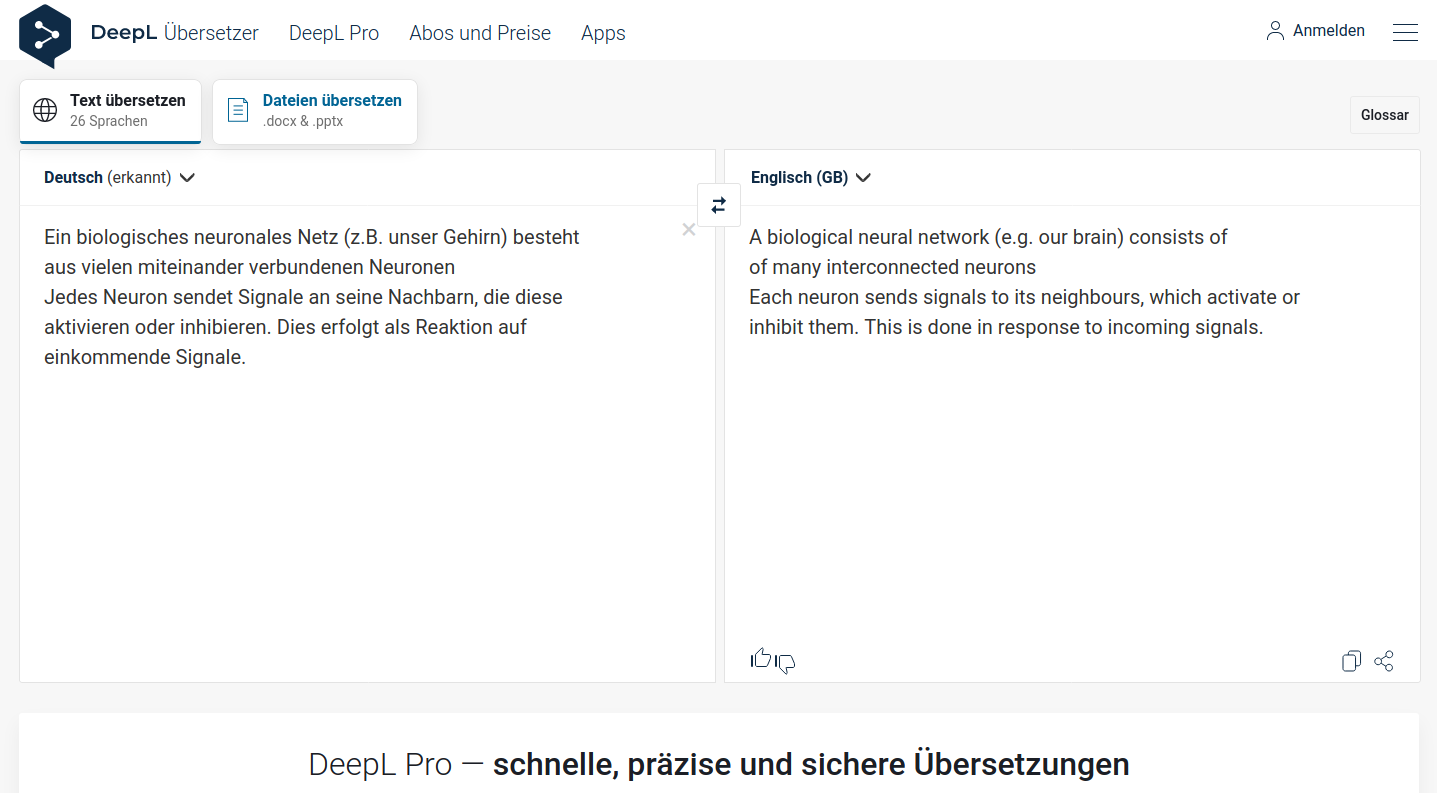 DeepL Übersetzer DeepL Pro Abos und Preise Apps Anmelden
Text übersetzen
26 Sprachen
Dateien übersetzen
.docx & .pptx
Glossar
Deutsch (erkannt)
Englisch (GB)
Ein biologisches neuronales Netz (z.B. unser Gehirn) besteht
aus vielen miteinander verbundenen Neuronen
Jedes Neuron sendet Signale an seine Nachbarn, die diese
aktivieren oder inhibieren. Dies erfolgt als Reaktion auf
einkommende Signale.
A biological neural network (e.g. our brain) consists of
of many interconnected neurons
Each neuron sends signals to its neighbours, which activate or
inhibit them. This is done in response to incoming signals.
DeepL Pro — schnelle, präzise und sichere Übersetzungen